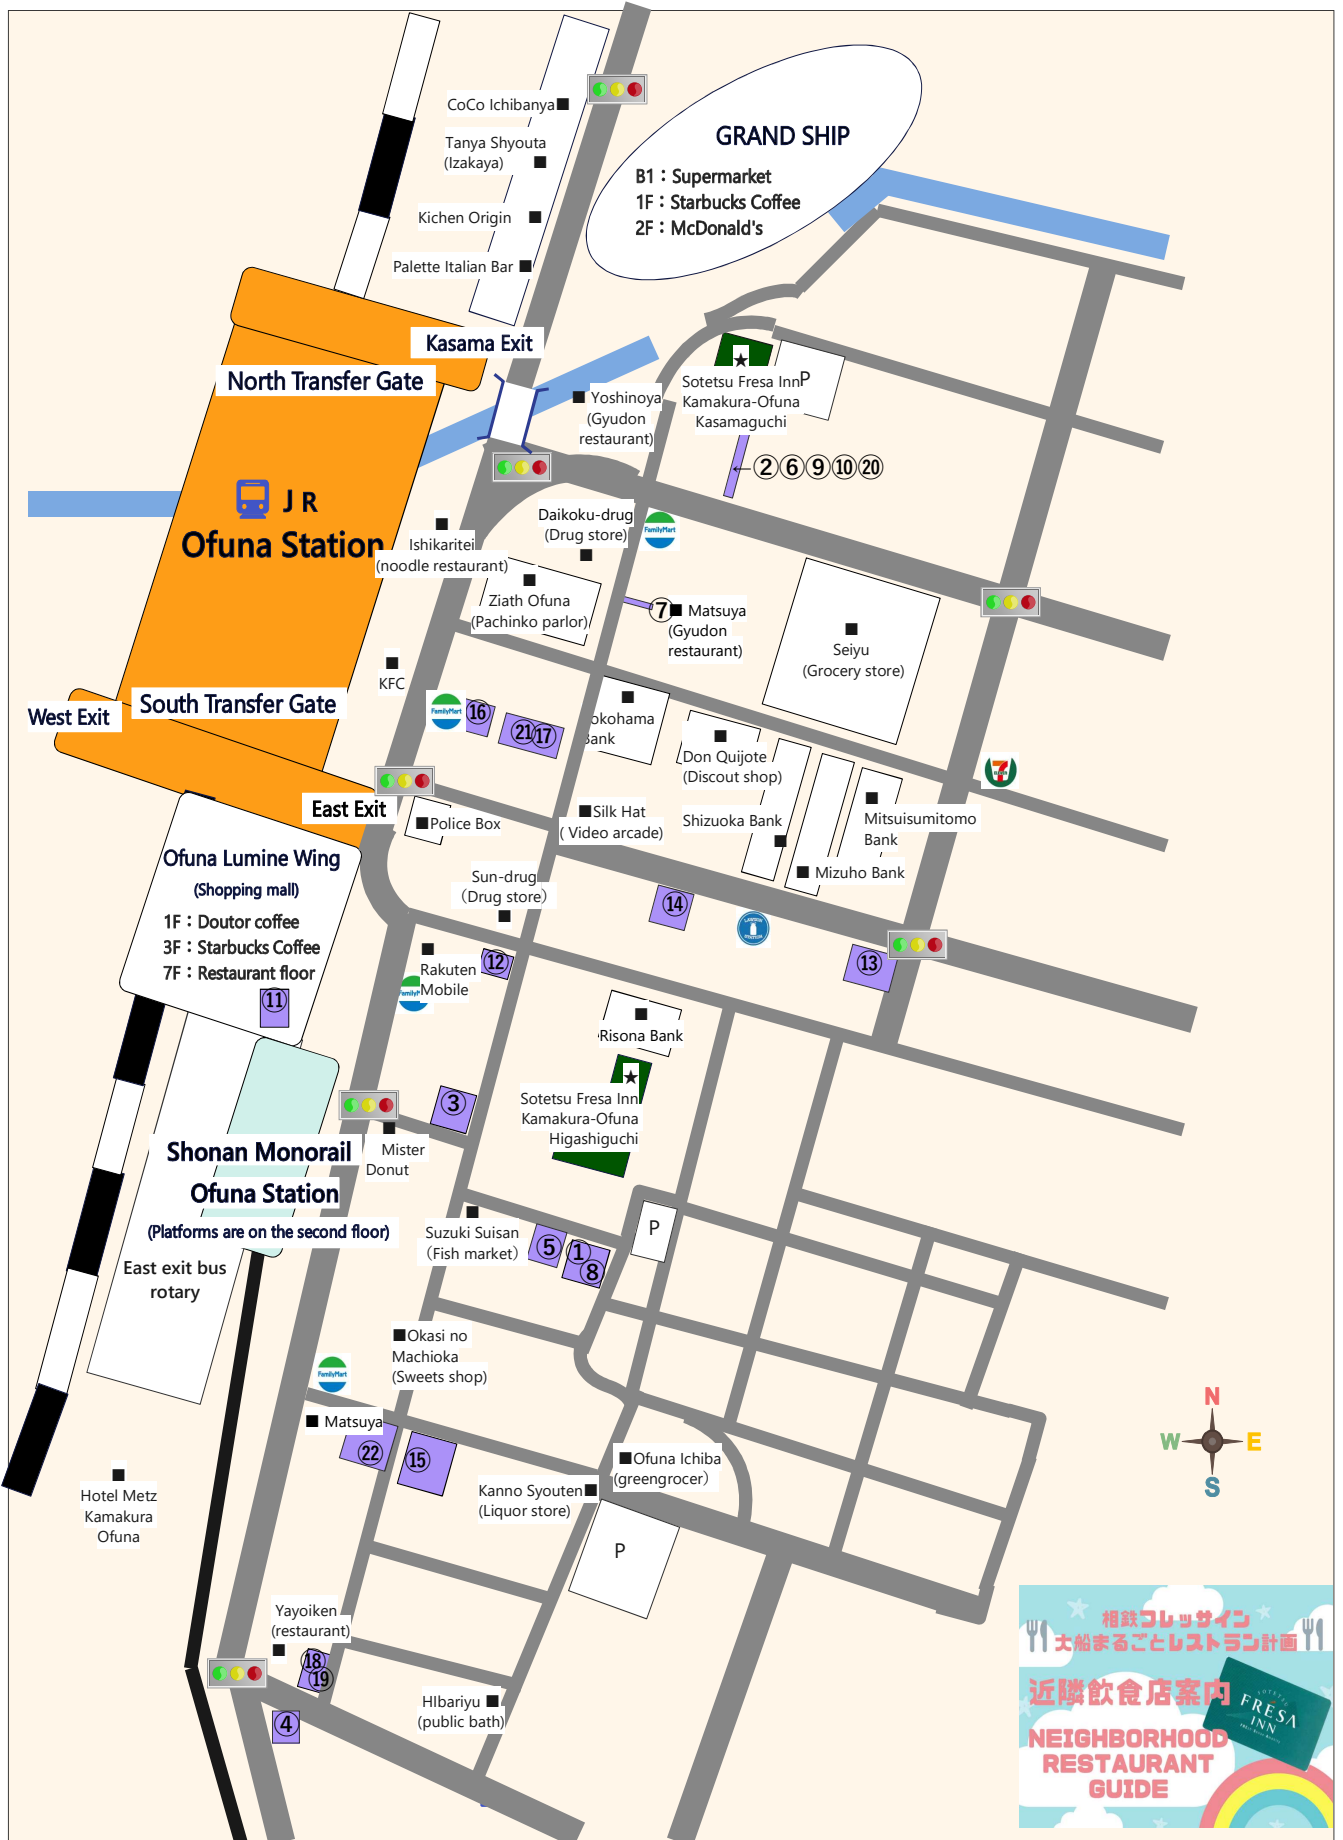 CoCo Ichibanya
Tanya Shyouta
(Izakaya)
Kichen Origin
Palette Italian Bar
GRAND SHIP
B1：Supermarket
1F：Starbucks Coffee
2F：McDonald's
Kasama Exit
North Transfer Gate
Yoshinoya
(Gyudon
restaurant)
Sotetsu Fresa Inn
Kamakura-Ofuna
Kasamaguchi
P
←②⑥⑨⑩⑳
JR
Ofuna Station
Ishikaritei
(noodle restaurant)
Daikoku-drug
(Drug store)
FamilyMart
Ziath Ofuna
(Pachinko parlor)
⑦
Matsuya
(Gyudon
restaurant)
Seiyu
(Grocery store)
KFC
South Transfer Gate
West Exit
FamilyMart
⑯
㉑⑰
okohama
Bank
Don Quijote
(Discout shop)
7
ELEVEN
East Exit
Police Box
Silk Hat
( Video arcade)
Shizuoka Bank
Mitsuisumitomo
Bank
Mizuho Bank
Ofuna Lumine Wing
(Shopping mall)
1F：Doutor coffee
3F：Starbucks Coffee
7F：Restaurant floor
⑪
Sun-drug
(Drug store)
⑭
LAWSON
STATION
⑬
Rakuten
Mobile
FamilyMart
⑫
Risona Bank
Sotetsu Fresa Inn
Kamakura-Ofuna
Higashiguchi
③
Mister
Donut
Shonan Monorail
Ofuna Station
(Platforms are on the second floor)
East exit bus
rotary
Suzuki Suisan
(Fish market)
⑤
①
⑧
P
Okasi no
Machioka
(Sweets shop)
FamilyMart
Matsuya
㉒
⑮
Ofuna Ichiba
(greengrocer)
Kanno Syouten
(Liquor store)
P
N
W
E
S
Hotel Metz
Kamakura
Ofuna
Yayoiken
(restaurant)
⑱
⑲
④
HIbariyu
(public bath)
相鉄フレッサイン
大船まるごとレストラン計画
近隣飲食店案内
SOTETSU
FRESA
INN
NEIGHBORHOOD
RESTAURANT
GUIDE